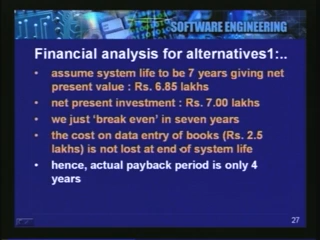 SOFTWARE ENGINEERING
Financial analysis for alternatives1:..
• assume system life to be 7 years giving net
present value : Rs. 6.85 lakhs
• net present investment : Rs. 7.00 lakhs
• we just 'break even' in seven years
• the cost on data entry of books (Rs. 2.5
lakhs) is not lost at end of system life
• hence, actual payback period is only 4
years
27